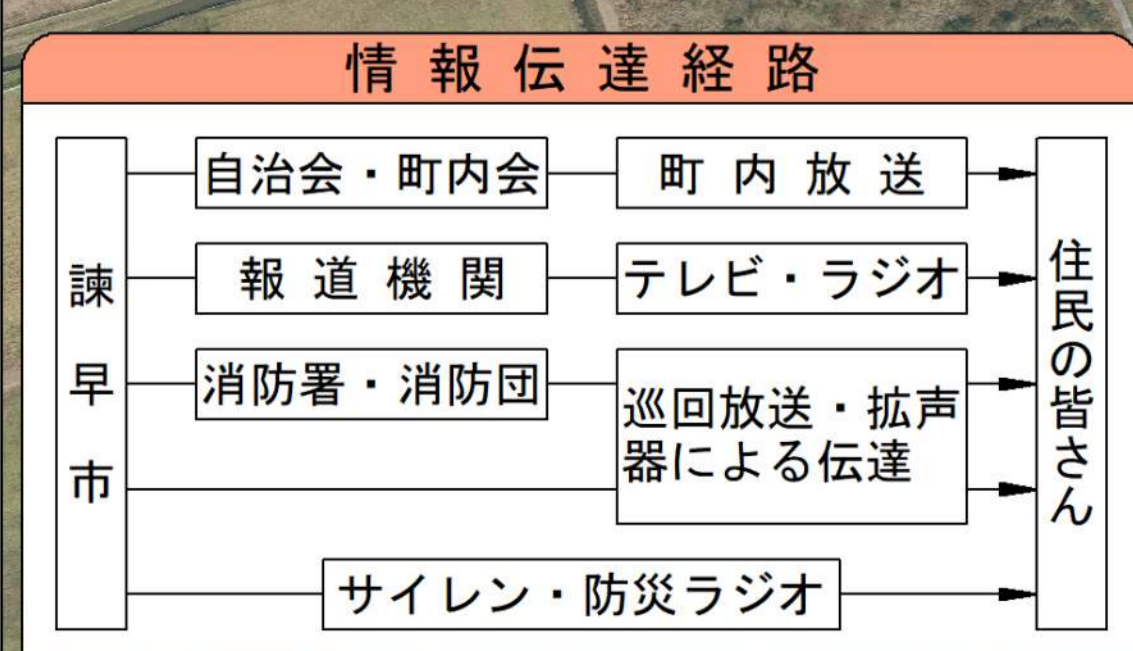 情報伝達経路
諫早市
自治会・町内会
町内放送
報道機関
テレビ・ラジオ
消防署・消防団
巡回放送・拡声
器による伝達
サイレン・防災ラジオ
住民の皆さん